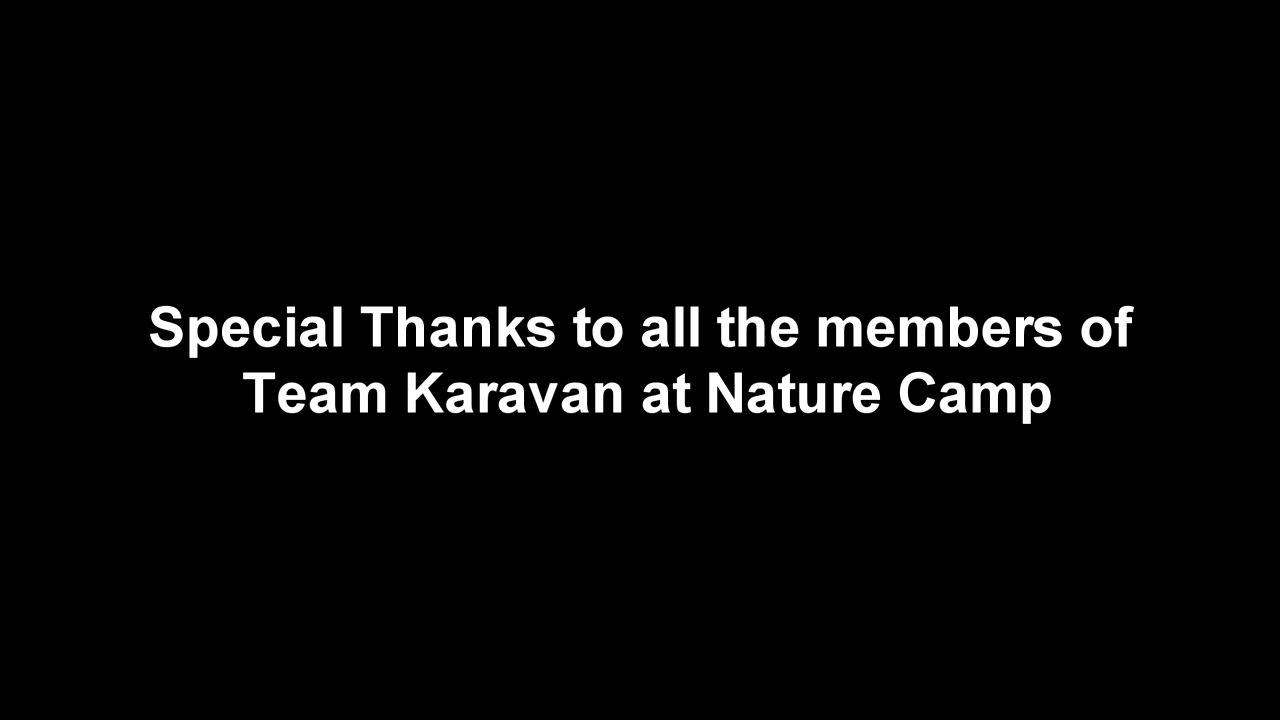 Special Thanks to all the members of
Team Karavan at Nature Camp